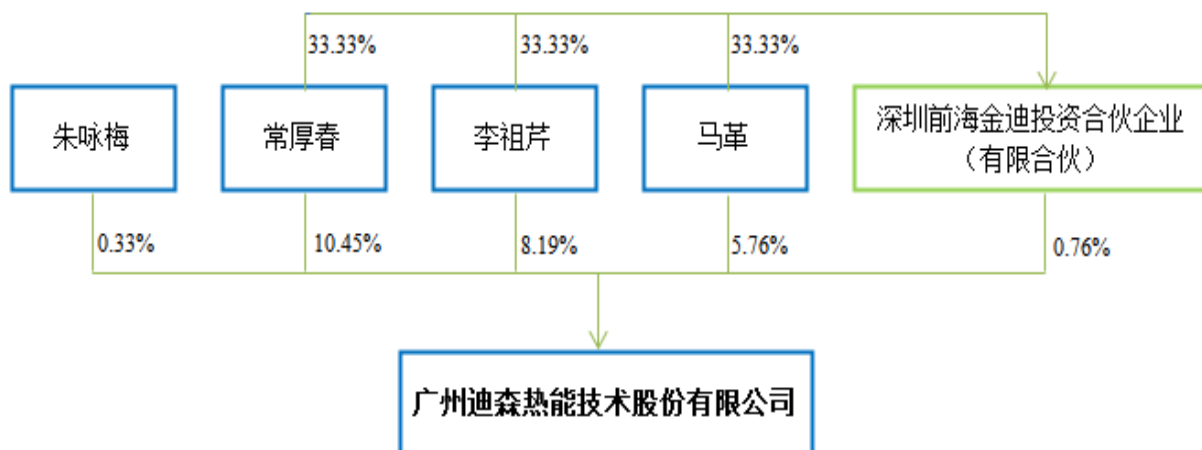 33.33%
33.33%
33.33%
朱咏梅
常厚春
李祖芹
马革
深圳前海金迪投资合伙企业
（有限合伙）
0.33%
10.45%
8.19%
5.76%
0.76%
广州迪森热能技术股份有限公司